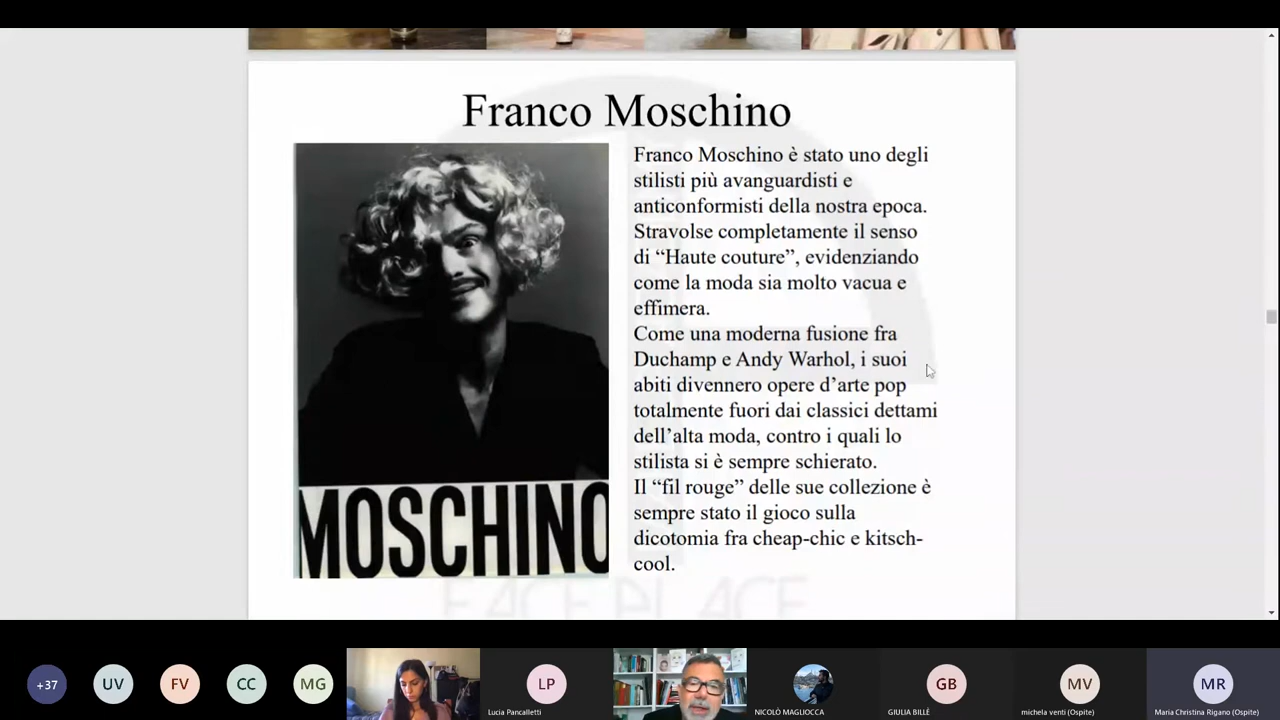 Franco Moschino
Franco Moschino è stato uno degli
stilisti più avanguardisti e
anticonformisti della nostra epoca.
Stravolse completamente il senso
di “Haute couture”, evidenziando
come la moda sia molto vacua e
effimera.
Come una moderna fusione fra
Duchamp e Andy Warhol, i suoi
abiti divennero opere d’arte pop
totalmente fuori dai classici dettami
dell’alta moda, contro i quali lo
stilista si è sempre schierato.
Il “fil rouge” delle sue collezione è
sempre stato il gioco sulla
dicotomia fra cheap-chic e kitsch-
cool.
MOSCHINO
FACE PLACE
+37
UV
FV
CC
MG
LP
Lucia Pancalletti
NICOLÒ MAGLIOCCA
GB
GIULIA BILLÈ
MV
michela venti (Ospite)
MR
Maria Christina Rigano (Ospite)